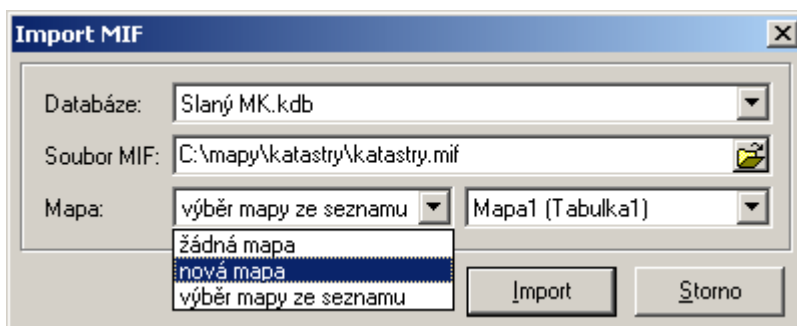 Import MIF
Databáze: Slaný MK.kdb
Soubor MIF: C:\mapy\katastry\katastry.mif
Mapa: výběr mapy ze seznamu Mapa1 (Tabulka1)
žádná mapa
nová mapa
výběr mapy ze seznamu
Import Storno